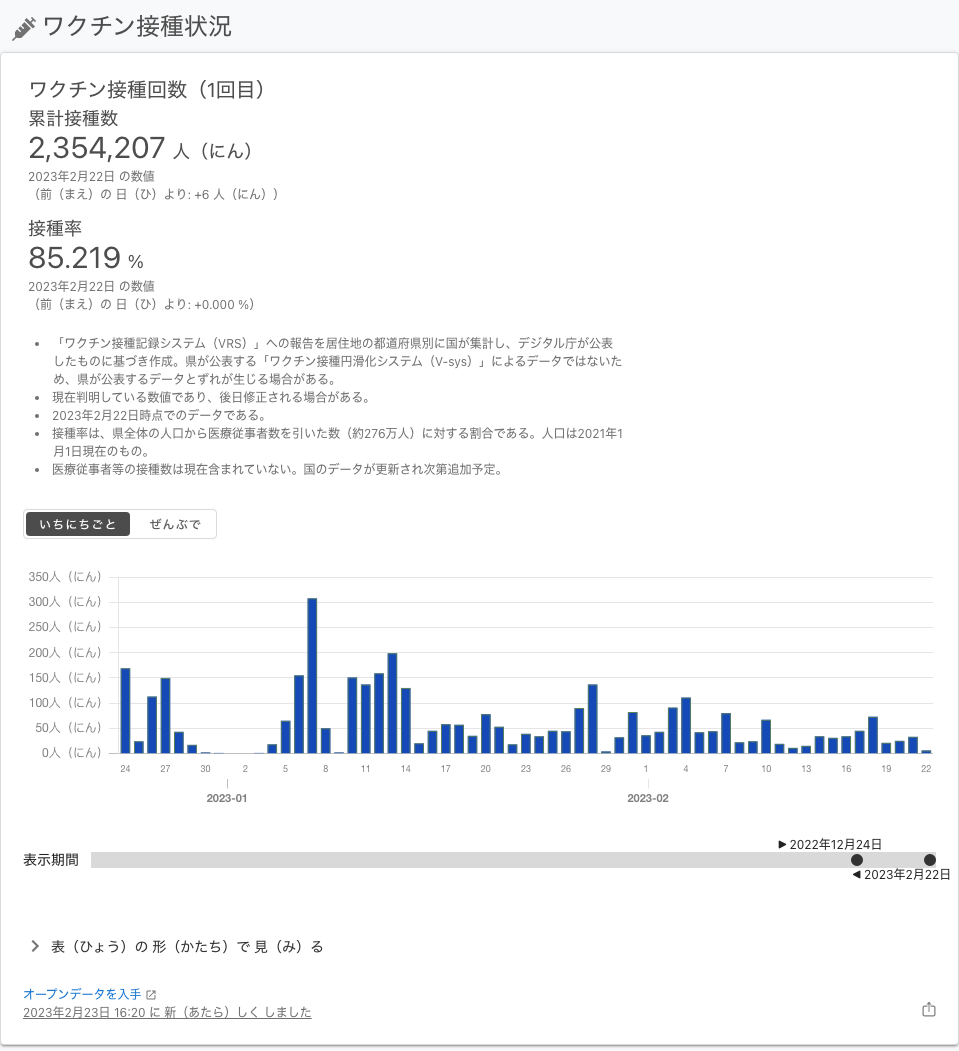 ワクチン接種状況
ワクチン接種回数（1回目）
累計接種数
2,354,207 人（にん）
2023年2月22日 の数値
（前（まえ）の 日（ひ）より: +6 人（にん））
接種率
85.219 %
2023年2月22日 の数値
（前（まえ）の 日（ひ）より: +0.000 %）
• 「ワクチン接種記録システム（VRS）」への報告を居住地の都道府県別に国が集計し、デジタル庁が公表
したものに基づき作成。県が公表する「ワクチン接種円滑化システム（V-sys）」によるデータではないた
め、県が公表するデータとずれが生じる場合がある。
• 現在判明している数値であり、後日修正される場合がある。
• 2023年2月22日時点でのデータである。
• 接種率は、県全体の人口から医療従事者数を引いた数（約276万人）に対する割合である。人口は2021年1
月1日現在のもの。
• 医療従事者等の接種数は現在含まれていない。国のデータが更新され次第追加予定。
いちにちごと ぜんぶで
350人（にん）
300人（にん）
250人（にん）
200人（にん）
150人（にん）
100人（にん）
50人（にん）
0人（にん）
24 27 30 2 5 8 11 14 17 20 23 26 29 1 4 7 10 13 16 19 22
2023-01 2023-02
2022年12月24日
表示期間
2023年2月22日
表（ひょう）の 形（かたち）で 見（み）る
オープンデータを入手
2023年2月23日 16:20 に 新（あたら）しく しました